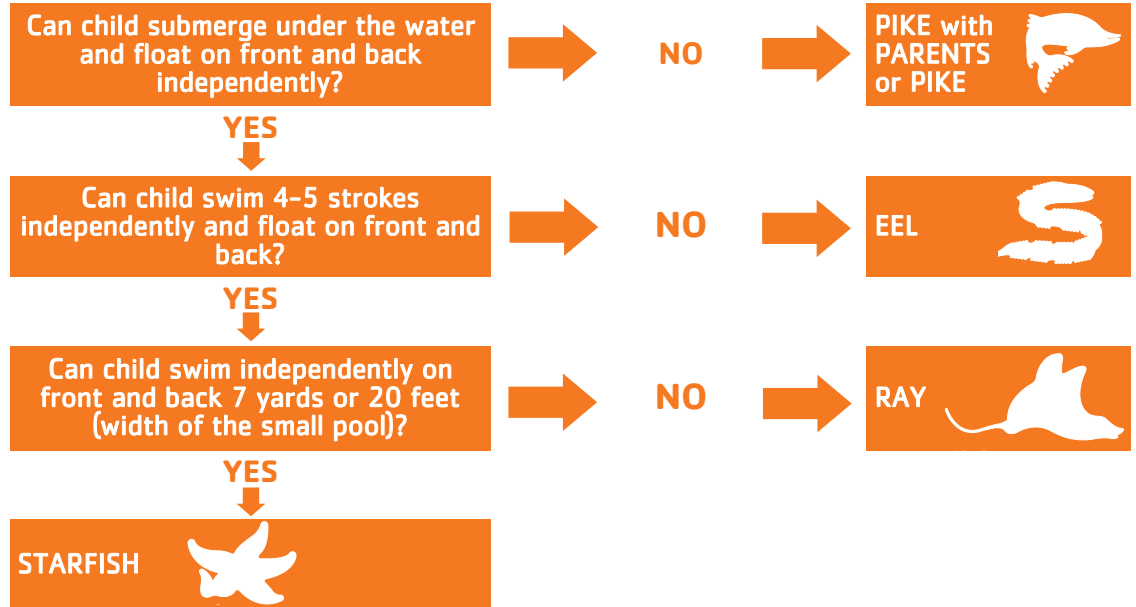 Can child submerge under the water
and float on front and back
independently?
NO
PIKE with
PARENTS
or PIKE
YES
Can child swim 4-5 strokes
independently and float on front and
back?
NO
EEL
YES
Can child swim independently on
front and back 7 yards or 20 feet
(width of the small pool)?
NO
RAY
YES
STARFISH